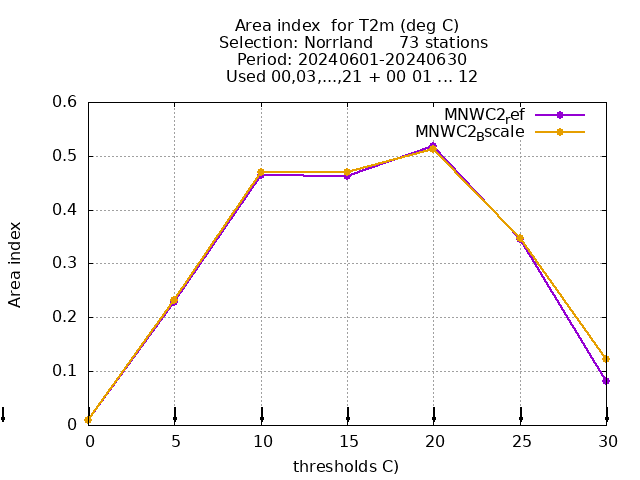 Area index  for T2m (deg C)
Selection: Norrland     73 stations
Period: 20240601-20240630
Used 00,03,...,21 + 00 01 ... 12
MNWC2ref
MNWC2Bscale
0.6
0.5
0.4
0.3
0.2
0.1
0
Area index
0 5 10 15 20 25 30
thresholds C)